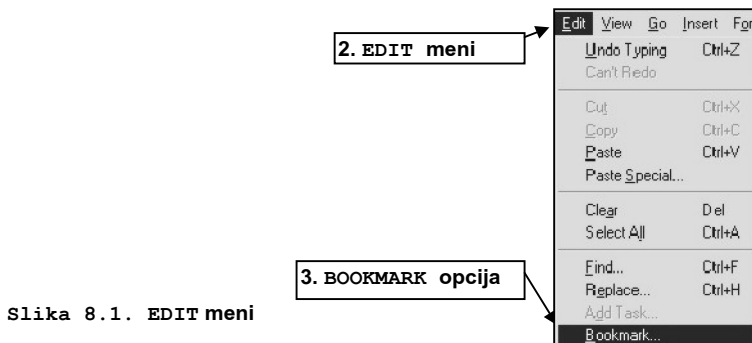 Edit View Go Insert For
2. EDIT meni
Undo Typing Ctrl+Z
Can't Redo
Cut Ctrl+X
Copy Ctrl+C
Paste Ctrl+V
Paste Special...
Clear Del
Select All Ctrl+A
Find... Ctrl+F
3. BOOKMARK opcija
Replace... Ctrl+H
Slika 8.1. EDIT meni
Add Task...
Bookmark...